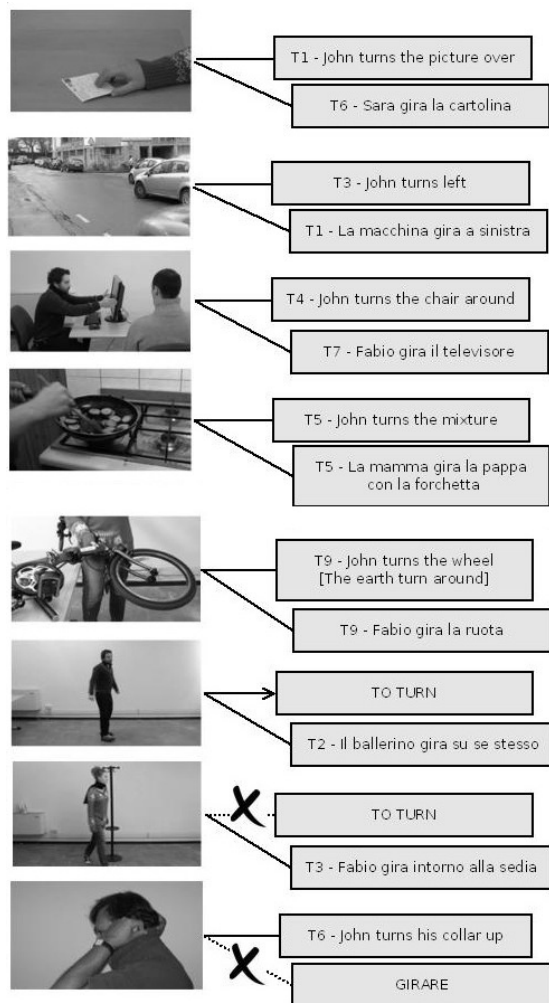 T1 - John turns the picture over
T6 - Sara gira la cartolina
T3 - John turns left
T1 - La macchina gira a sinistra
T4 - John turns the chair around
T7 - Fabio gira il televisore
T5 - John turns the mixture
T5 - La mamma gira la pappa
con la forchetta
T9 - John turns the wheel
[The earth turn around]
T9 - Fabio gira la ruota
TO TURN
T2 - Il ballerino gira su se stesso
TO TURN
T3 - Fabio gira intorno alla sedia
T6 - John turns his collar up
GIRARE